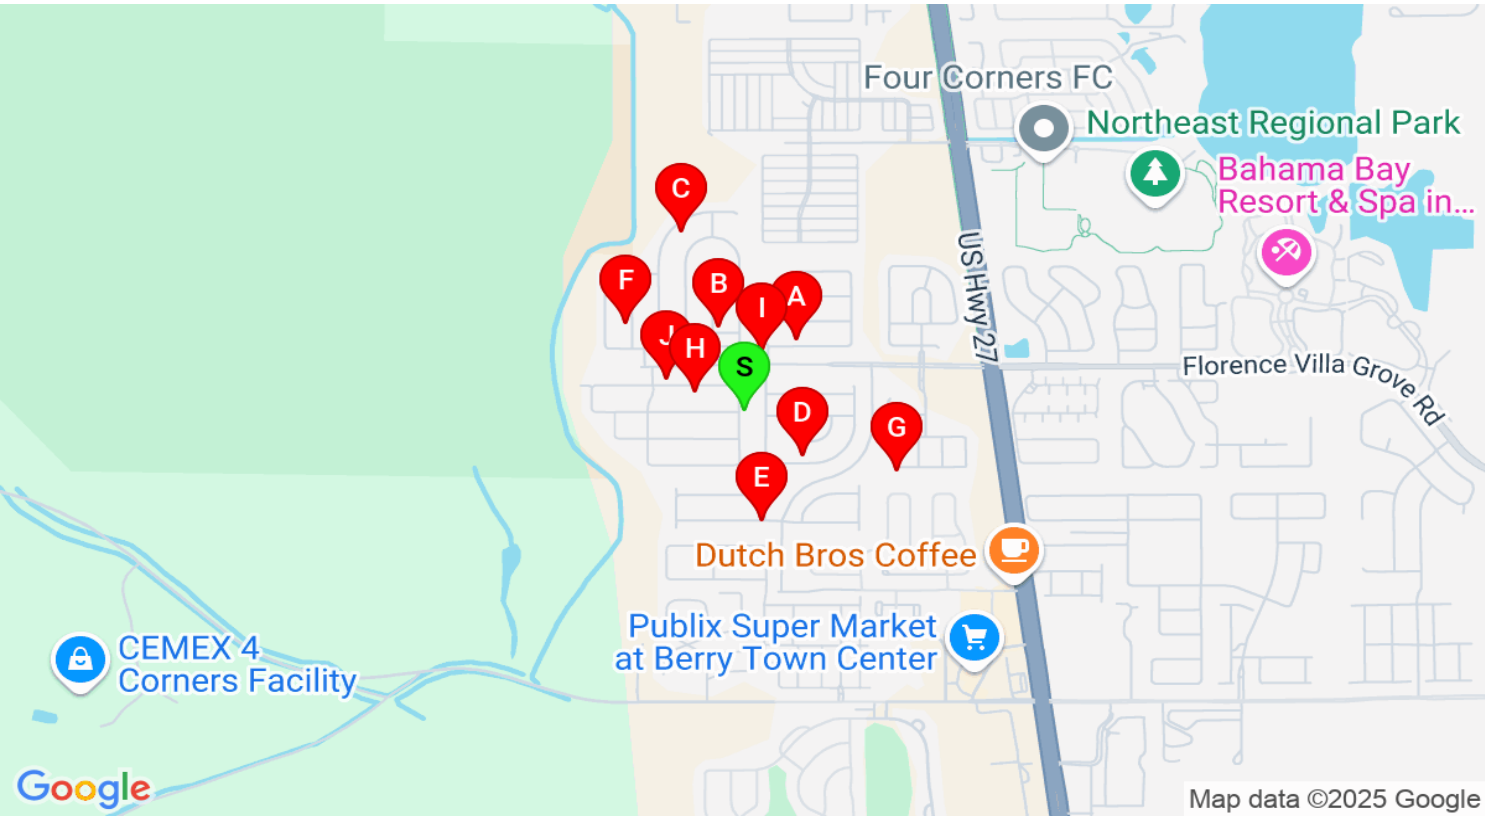 Four Corners FC
Northeast Regional Park
Bahama Bay
Resort & Spa in...
C
F
B
I
A
J
H
S
US Hwy 27
Florence Villa Grove Rd
D
G
E
Dutch Bros Coffee
Publix Super Market
at Berry Town Center
CEMEX 4
Corners Facility
Google
Map data ©2025 Google